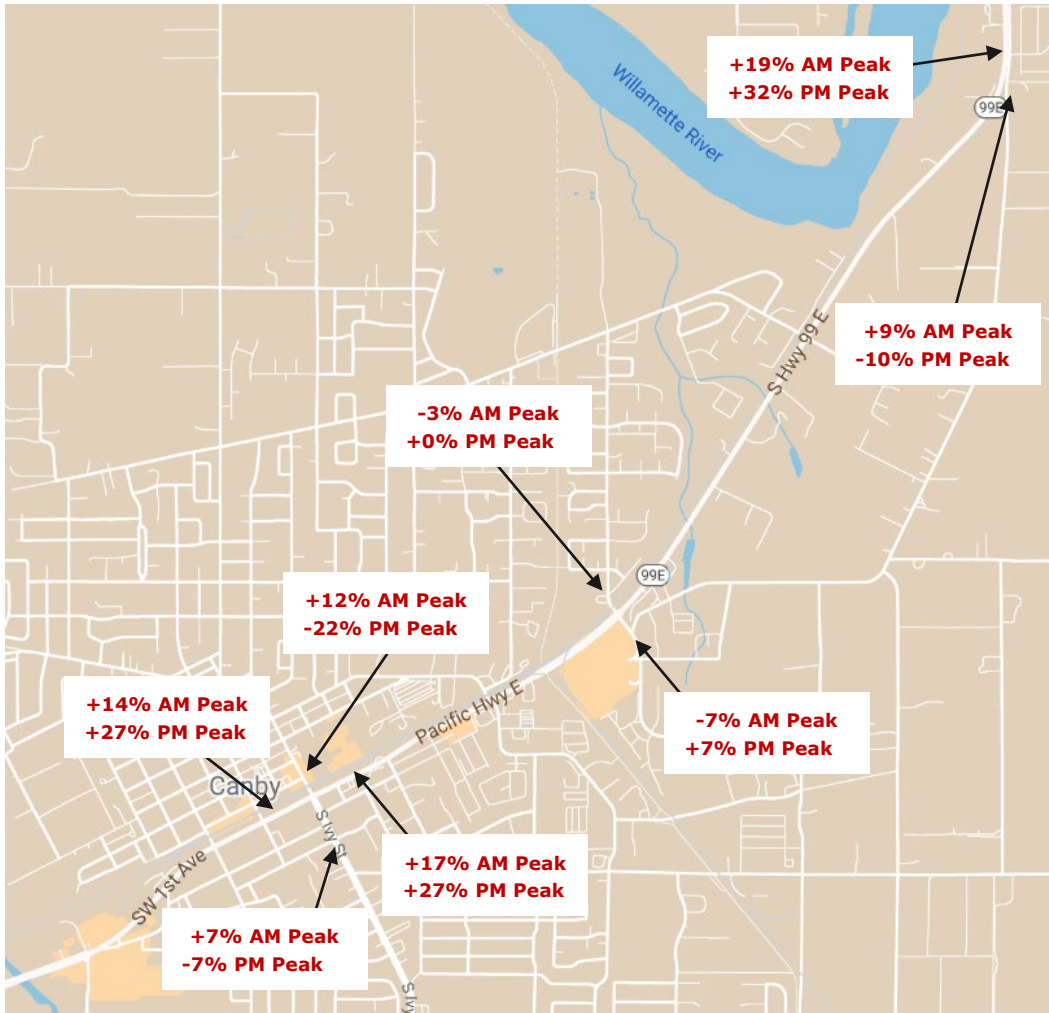 +19% AM Peak
+32% PM Peak
Willamette River
99E
+9% AM Peak
-10% PM Peak
S Hwy 99 E
-3% AM Peak
+0% PM Peak
99E
+12% AM Peak
-22% PM Peak
-7% AM Peak
+7% PM Peak
+14% AM Peak
+27% PM Peak
Pacific Hwy E
Canby
S Ivy St
+17% AM Peak
+27% PM Peak
SW 1st Ave
+7% AM Peak
-7% PM Peak
S Ivy